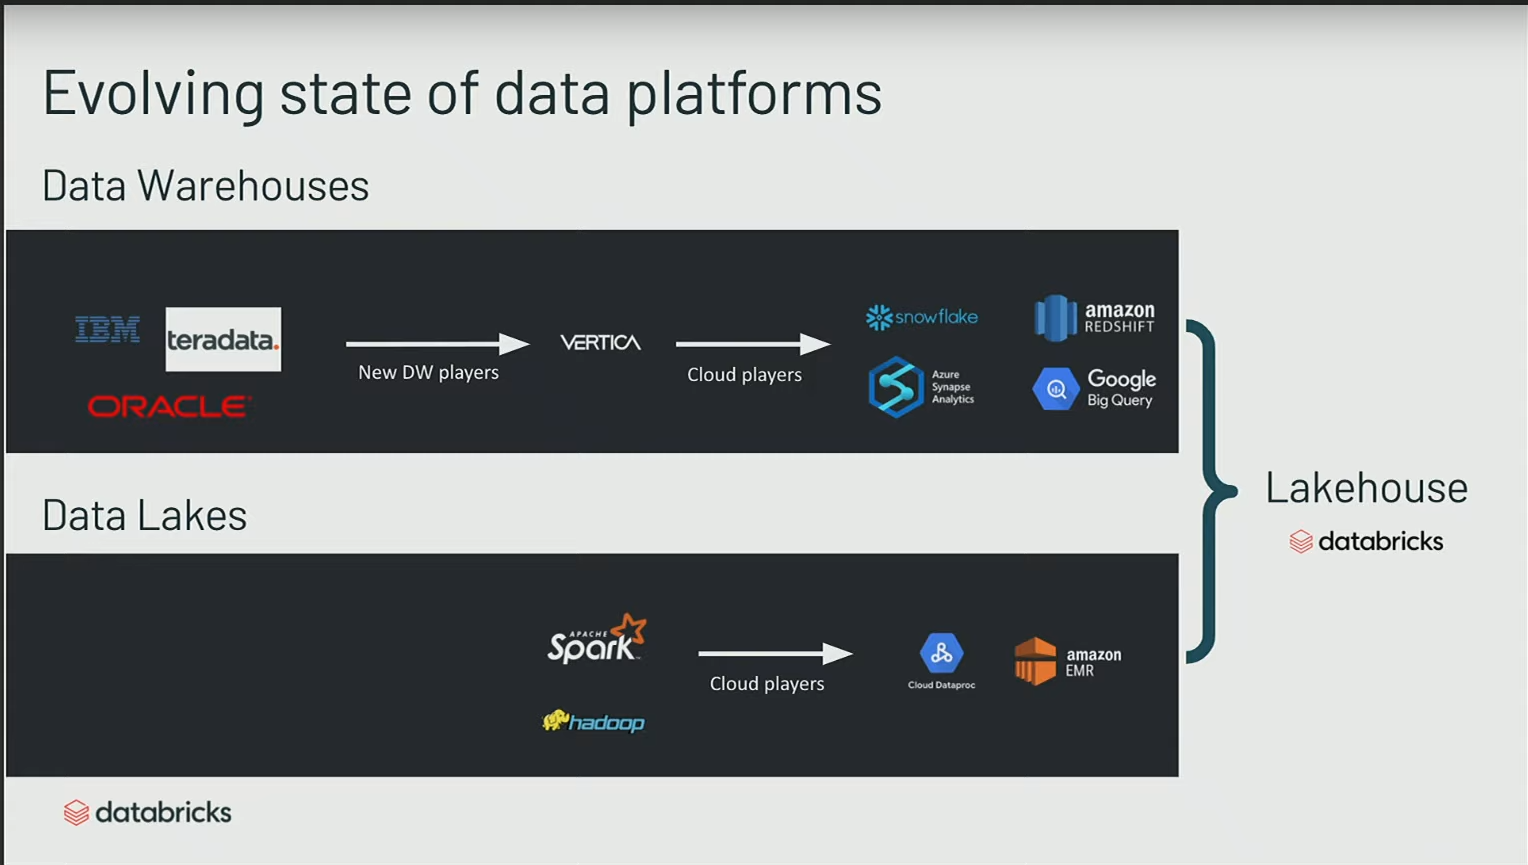 Evolving state of data platforms
Data Warehouses
IBM
teradata.
ORACLE
New DW players
VERTICA
Cloud players
snowflake
amazon
REDSHIFT
Azure
Synapse
Analytics
Google
Big Query
Lakehouse
databricks
Data Lakes
APACHE
Spark
hadoop
Cloud players
Cloud Dataproc
amazon
EMR
databricks